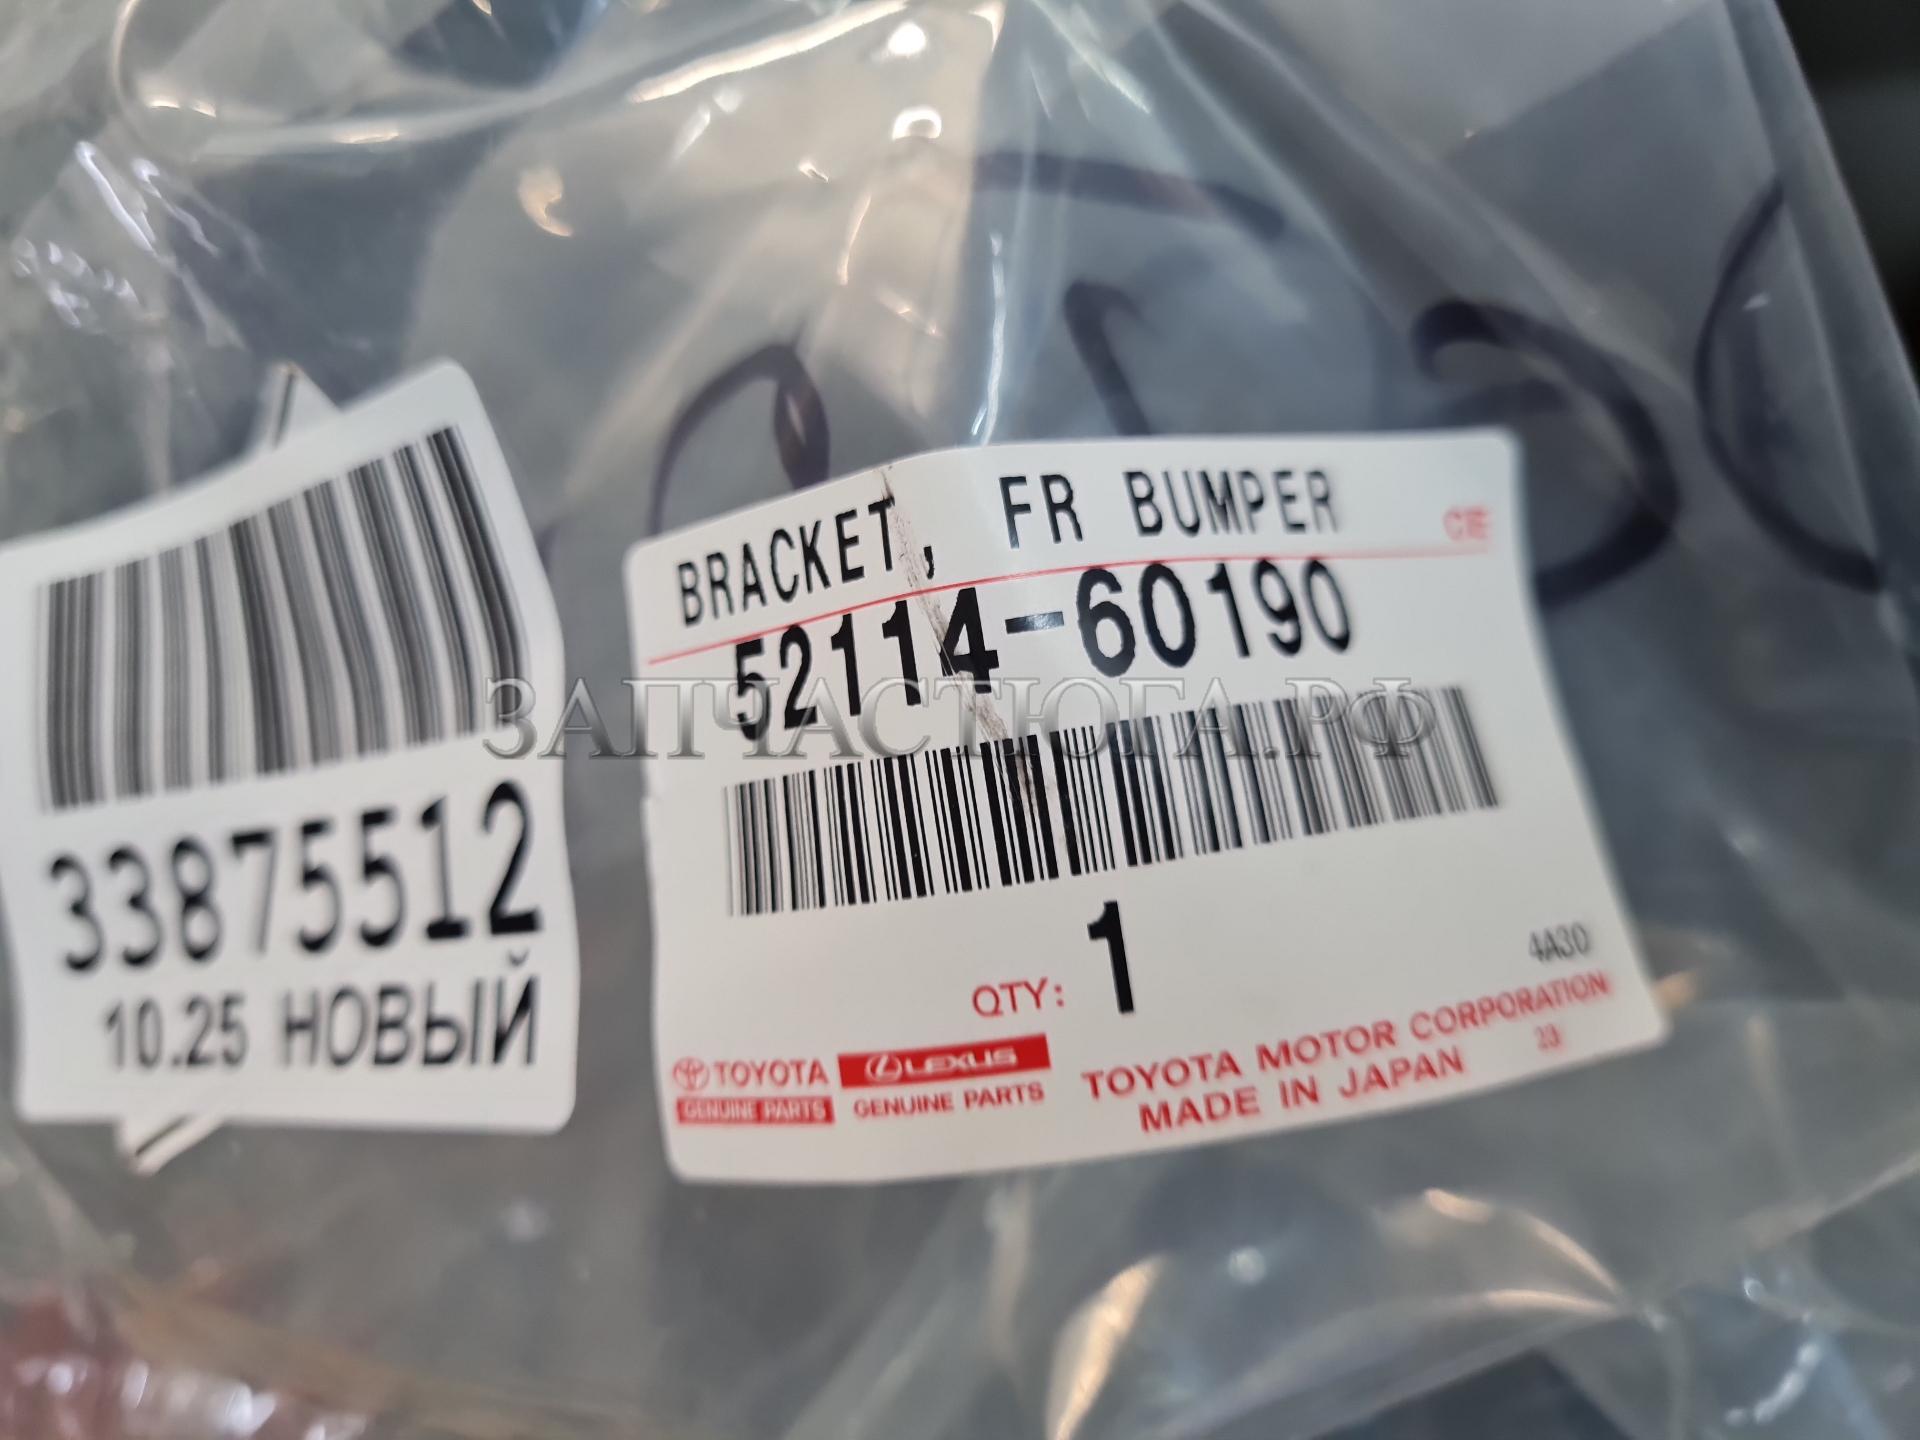 33875512
10.25 НОВЫЙ
BRACKET, FR BUMPER
52114-60190
ЗАПЧАСТЮГА.РФ
1
QTY:
4A30
TOYOTA
GENUINE PARTS
LEXUS
GENUINE PARTS
TOYOTA MOTOR CORPORATION
MADE IN JAPAN
23